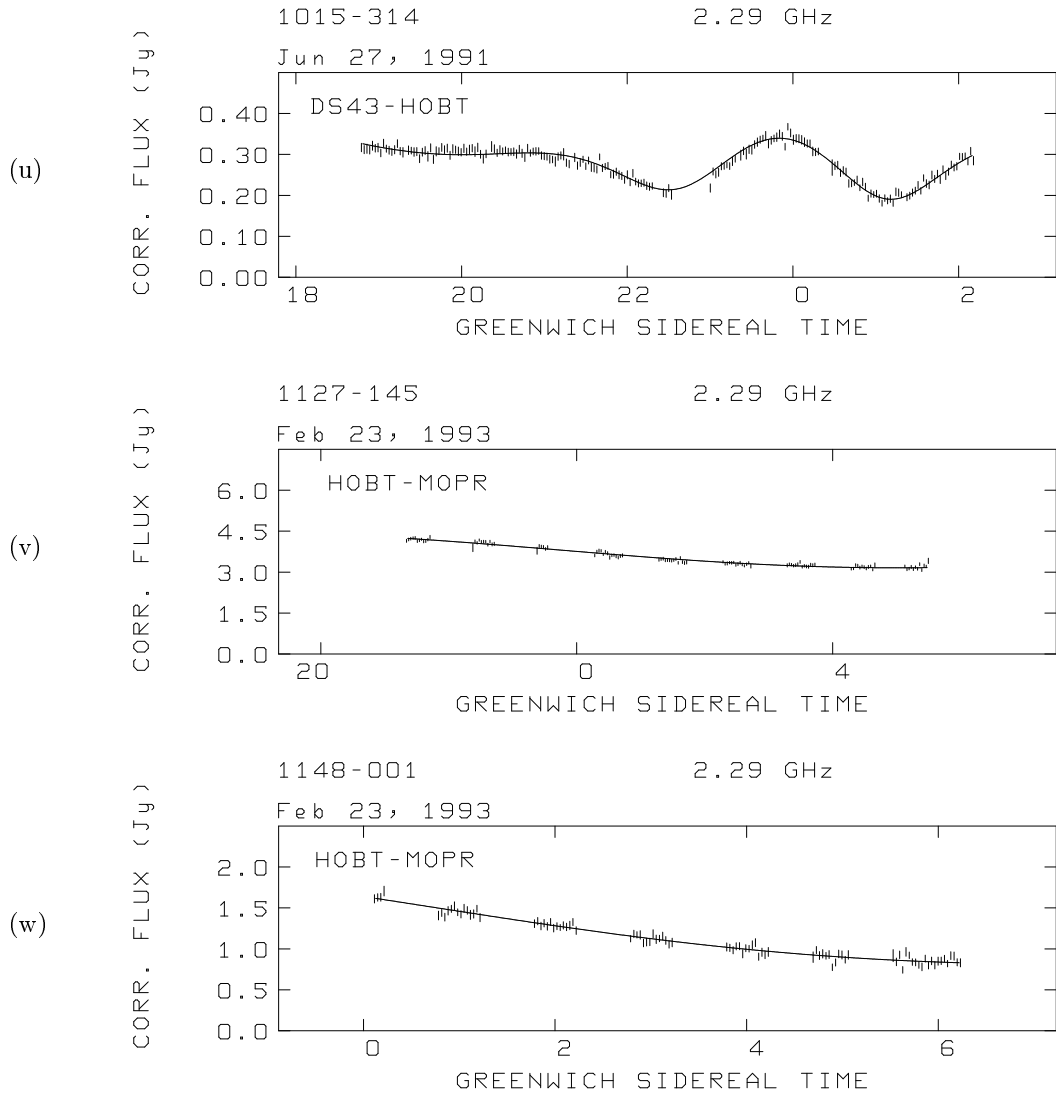 1015-314 2.29 GHz
Jun 27, 1991
DS43-HOBT
(u)
CORR. FLUX (Jy)
0.40
0.30
0.20
0.10
0.00
18 20 22 0 2
GREENWICH SIDEREAL TIME
1127-145 2.29 GHz
Feb 23, 1993
HOBT-MOPR
(v)
CORR. FLUX (Jy)
6.0
4.5
3.0
1.5
0.0
20 0 4
GREENWICH SIDEREAL TIME
1148-001 2.29 GHz
Feb 23, 1993
HOBT-MOPR
(w)
CORR. FLUX (Jy)
2.0
1.5
1.0
0.5
0.0
0 2 4 6
GREENWICH SIDEREAL TIME